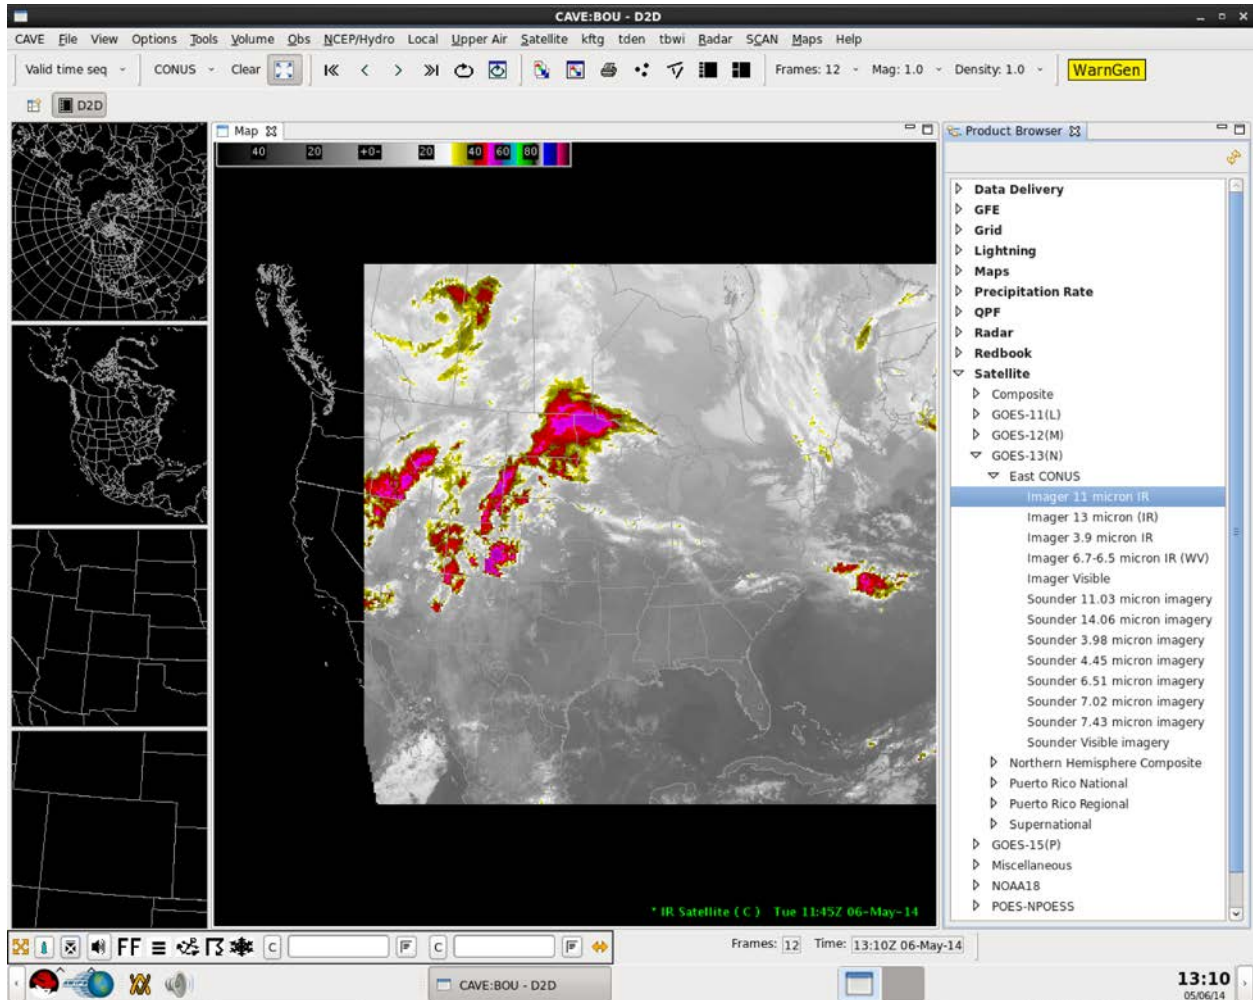 CAVE:BOU - D2D
CAVE File View Options Tools Volume Obs NCEP/Hydro Local Upper Air Satellite kftg tden tbwi Radar SCAN Maps Help
Valid time seq CONUS Clear Frames: 12 Mag: 1.0 Density: 1.0 WarnGen
D2D
Map
Product Browser
40 20 +0- 20 40 60 80
Data Delivery
GFE
Grid
Lightning
Maps
Precipitation Rate
QPF
Radar
Redbook
Satellite
Composite
GOES-11(L)
GOES-12(M)
GOES-13(N)
East CONUS
Imager 11 micron IR
Imager 13 micron (IR)
Imager 3.9 micron IR
Imager 6.7-6.5 micron IR (WV)
Imager Visible
Sounder 11.03 micron imagery
Sounder 14.06 micron imagery
Sounder 3.98 micron imagery
Sounder 4.45 micron imagery
Sounder 6.51 micron imagery
Sounder 7.02 micron imagery
Sounder 7.43 micron imagery
Sounder Visible imagery
Northern Hemisphere Composite
Puerto Rico National
Puerto Rico Regional
Supernational
GOES-15(P)
Miscellaneous
NOAA18
POES-NPOESS
* IR Satellite ( C ) Tue 11:45Z 06-May-14
FF C C Frames: 12 Time: 13:10Z 06-May-14
CAVE:BOU - D2D
13:10
05/06/14